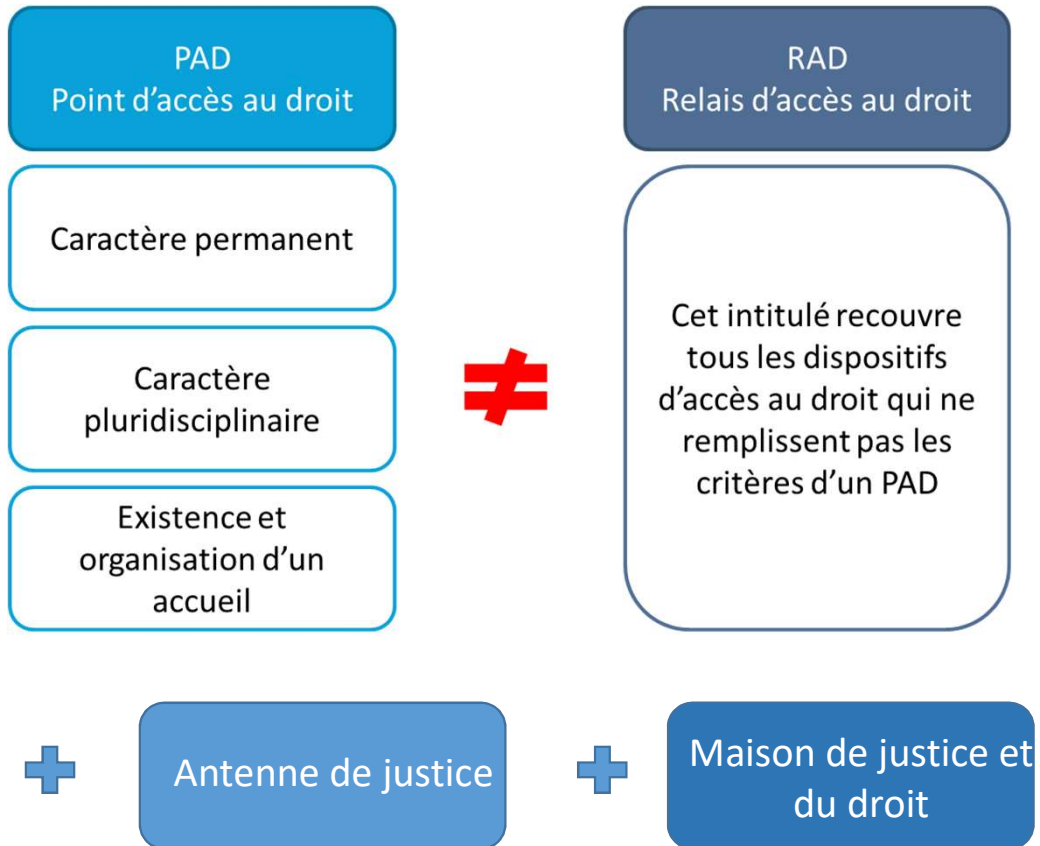 PAD
Point d’accès au droit
Caractère permanent
Caractère
pluridisciplinaire
Existence et
organisation d’un
accueil
≠
RAD
Relais d’accès au droit
Cet intitulé recouvre
tous les dispositifs
d’accès au droit qui ne
remplissent pas les
critères d’un PAD
Antenne de justice
Maison de justice et
du droit